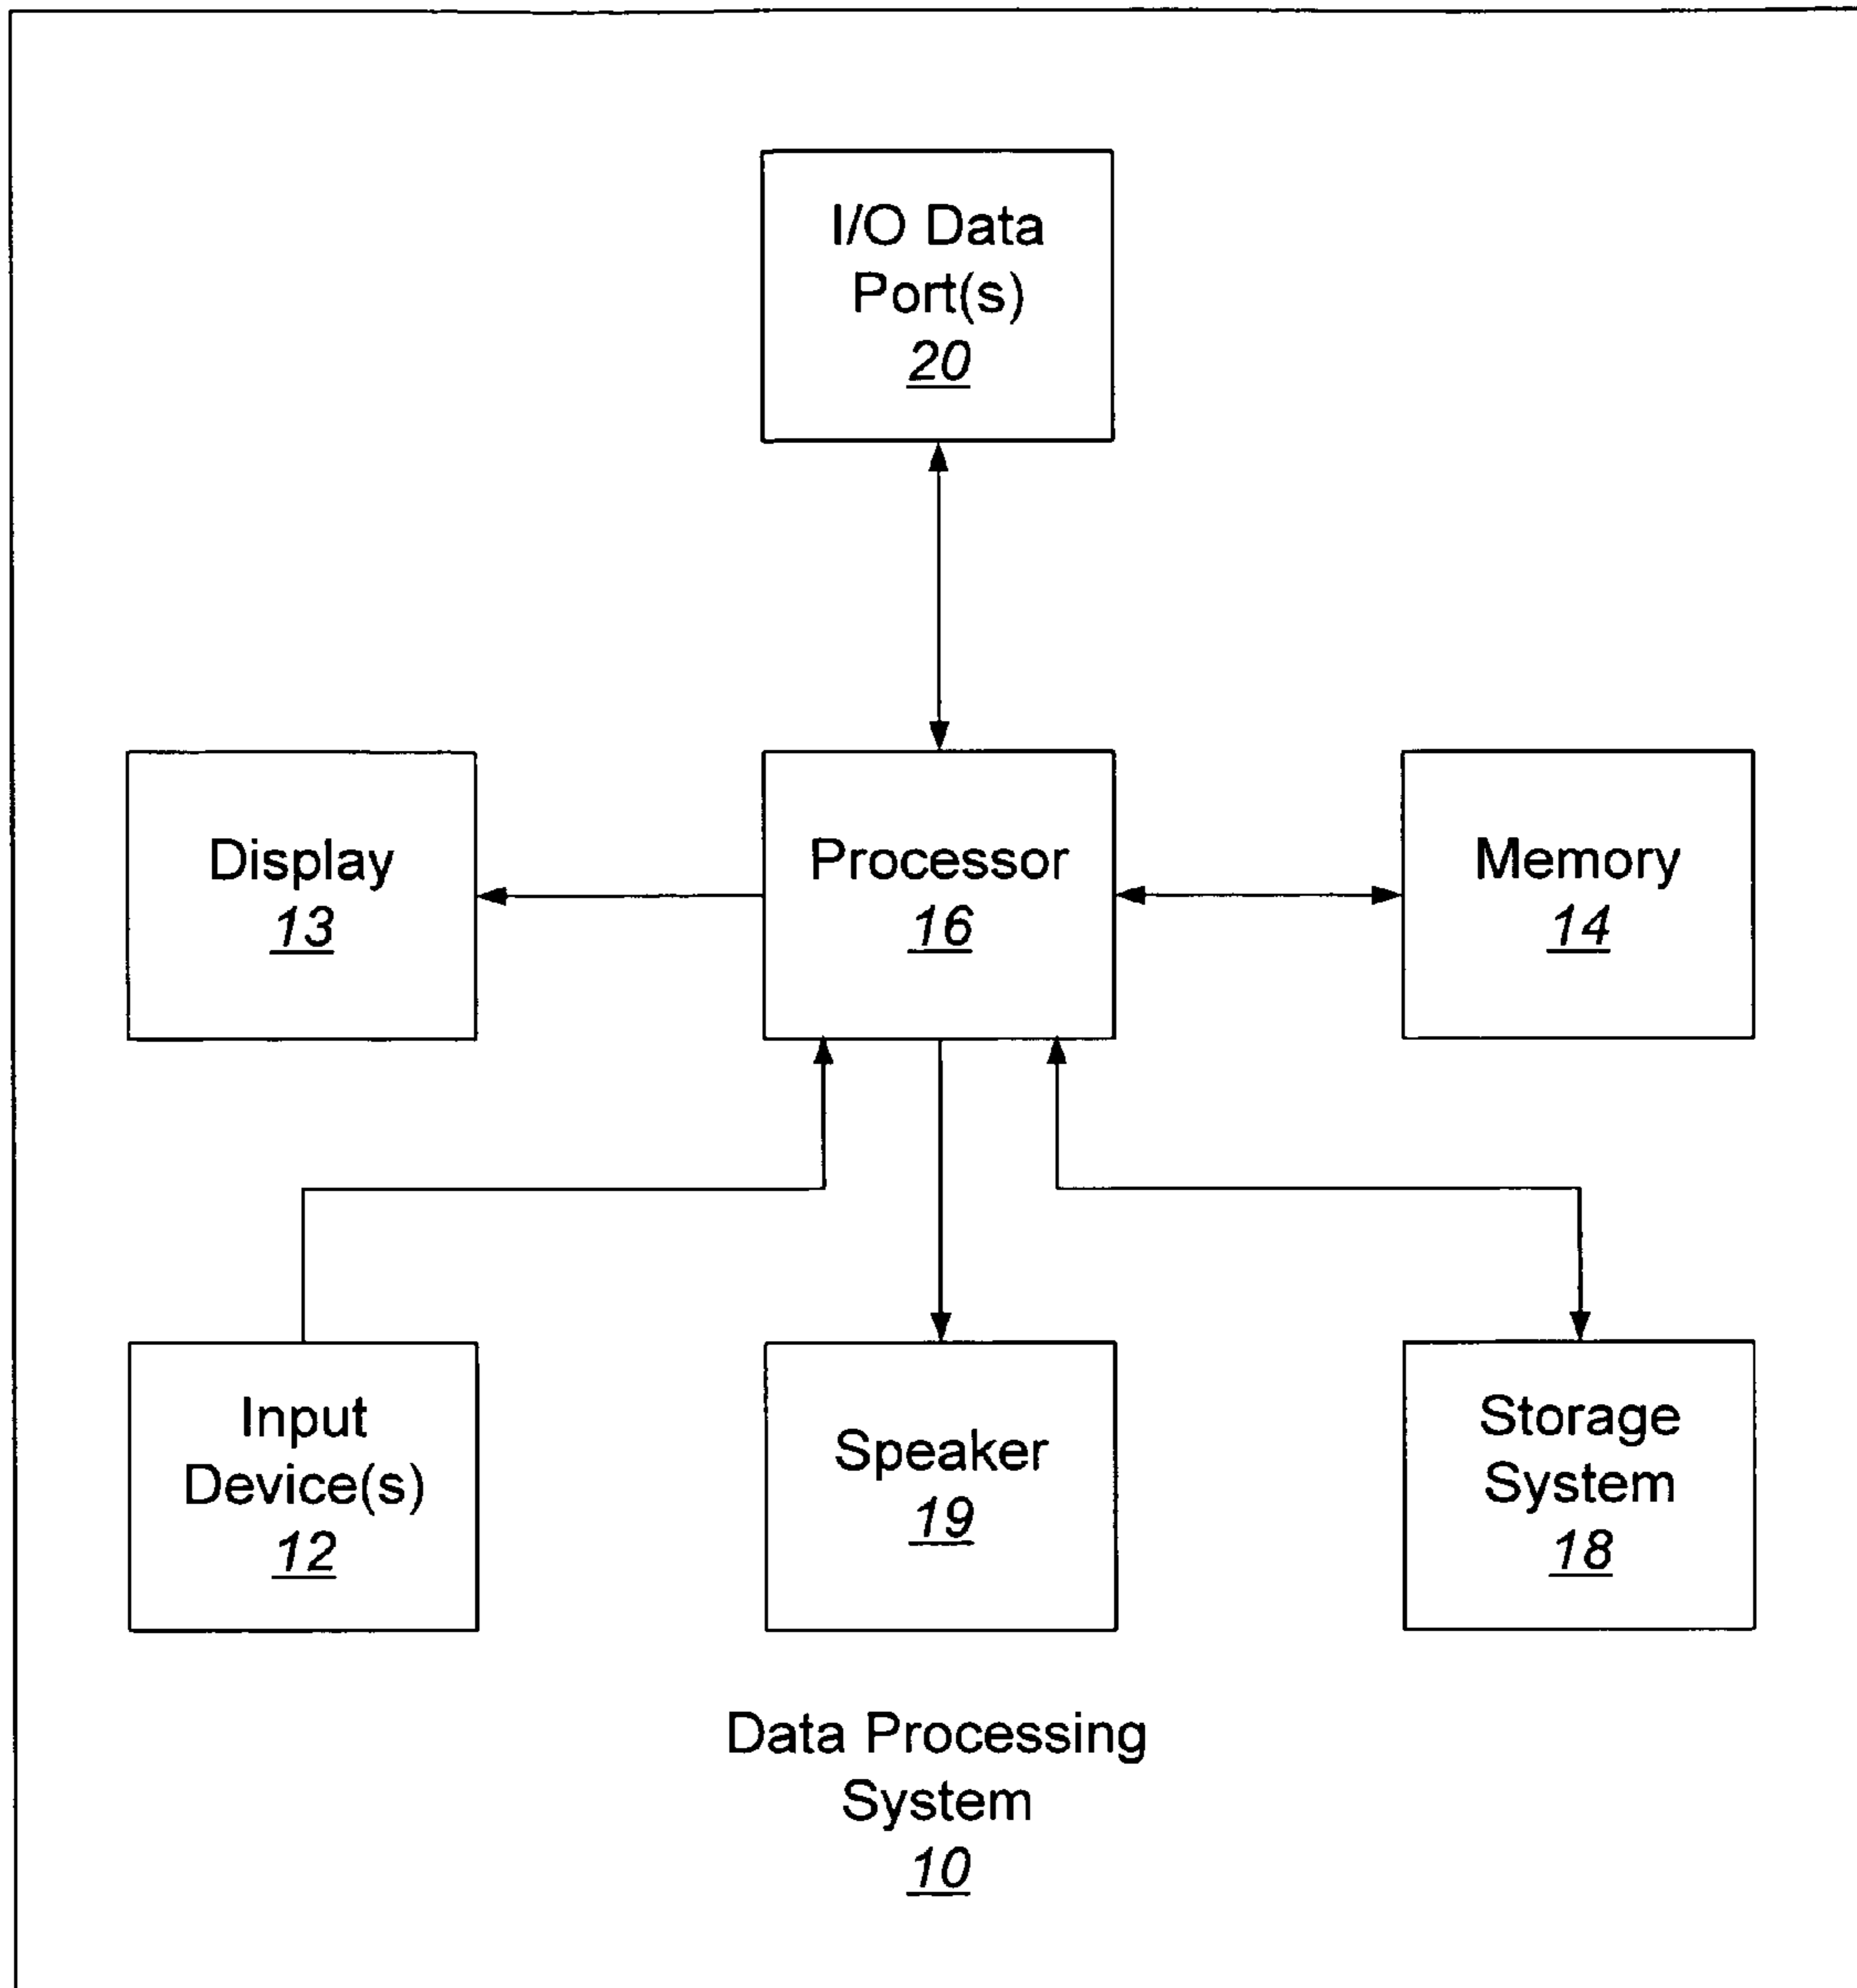 I/O Data
Port(s)
20
Display
13
Processor
16
Memory
14
Input
Device(s)
12
Speaker
19
Storage
System
18
Data Processing
System
10